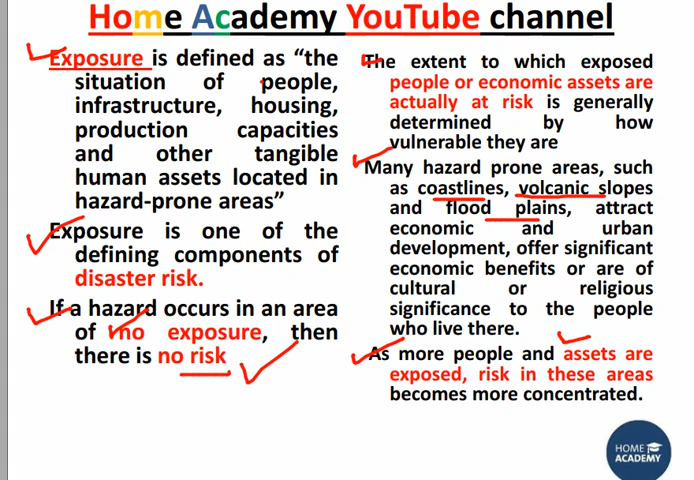 Home Academy YouTube channel
Exposure is defined as “the
situation of people,
infrastructure, housing,
production capacities
and other tangible
human assets located in
hazard-prone areas”
Exposure is one of the
defining components of
disaster risk.
If a hazard occurs in an area
of no exposure, then
there is no risk
The extent to which exposed
people or economic assets are
actually at risk is generally
determined by how
vulnerable they are
Many hazard prone areas, such
as coastlines, volcanic slopes
and flood plains, attract
economic and urban
development, offer significant
economic benefits or are of
cultural or religious
significance to the people
who live there.
As more people and assets are
exposed, risk in these areas
becomes more concentrated.
HOME
ACADEMY